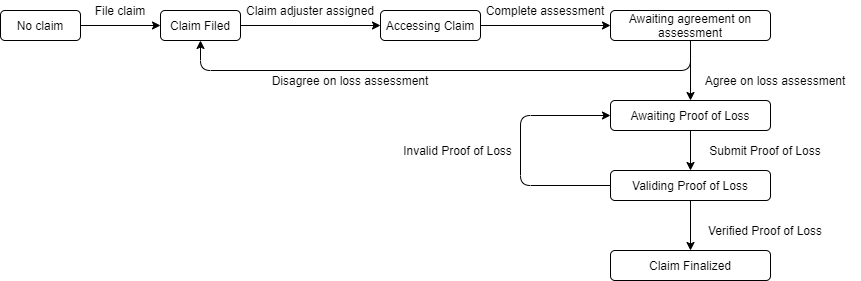 File claim
Claim adjuster assigned
Complete assessment
No claim
Claim Filed
Accessing Claim
Awaiting agreement on
assessment
Disagree on loss assessment
Agree on loss assessment
Awaiting Proof of Loss
Invalid Proof of Loss
Submit Proof of Loss
Validing Proof of Loss
Verified Proof of Loss
Claim Finalized